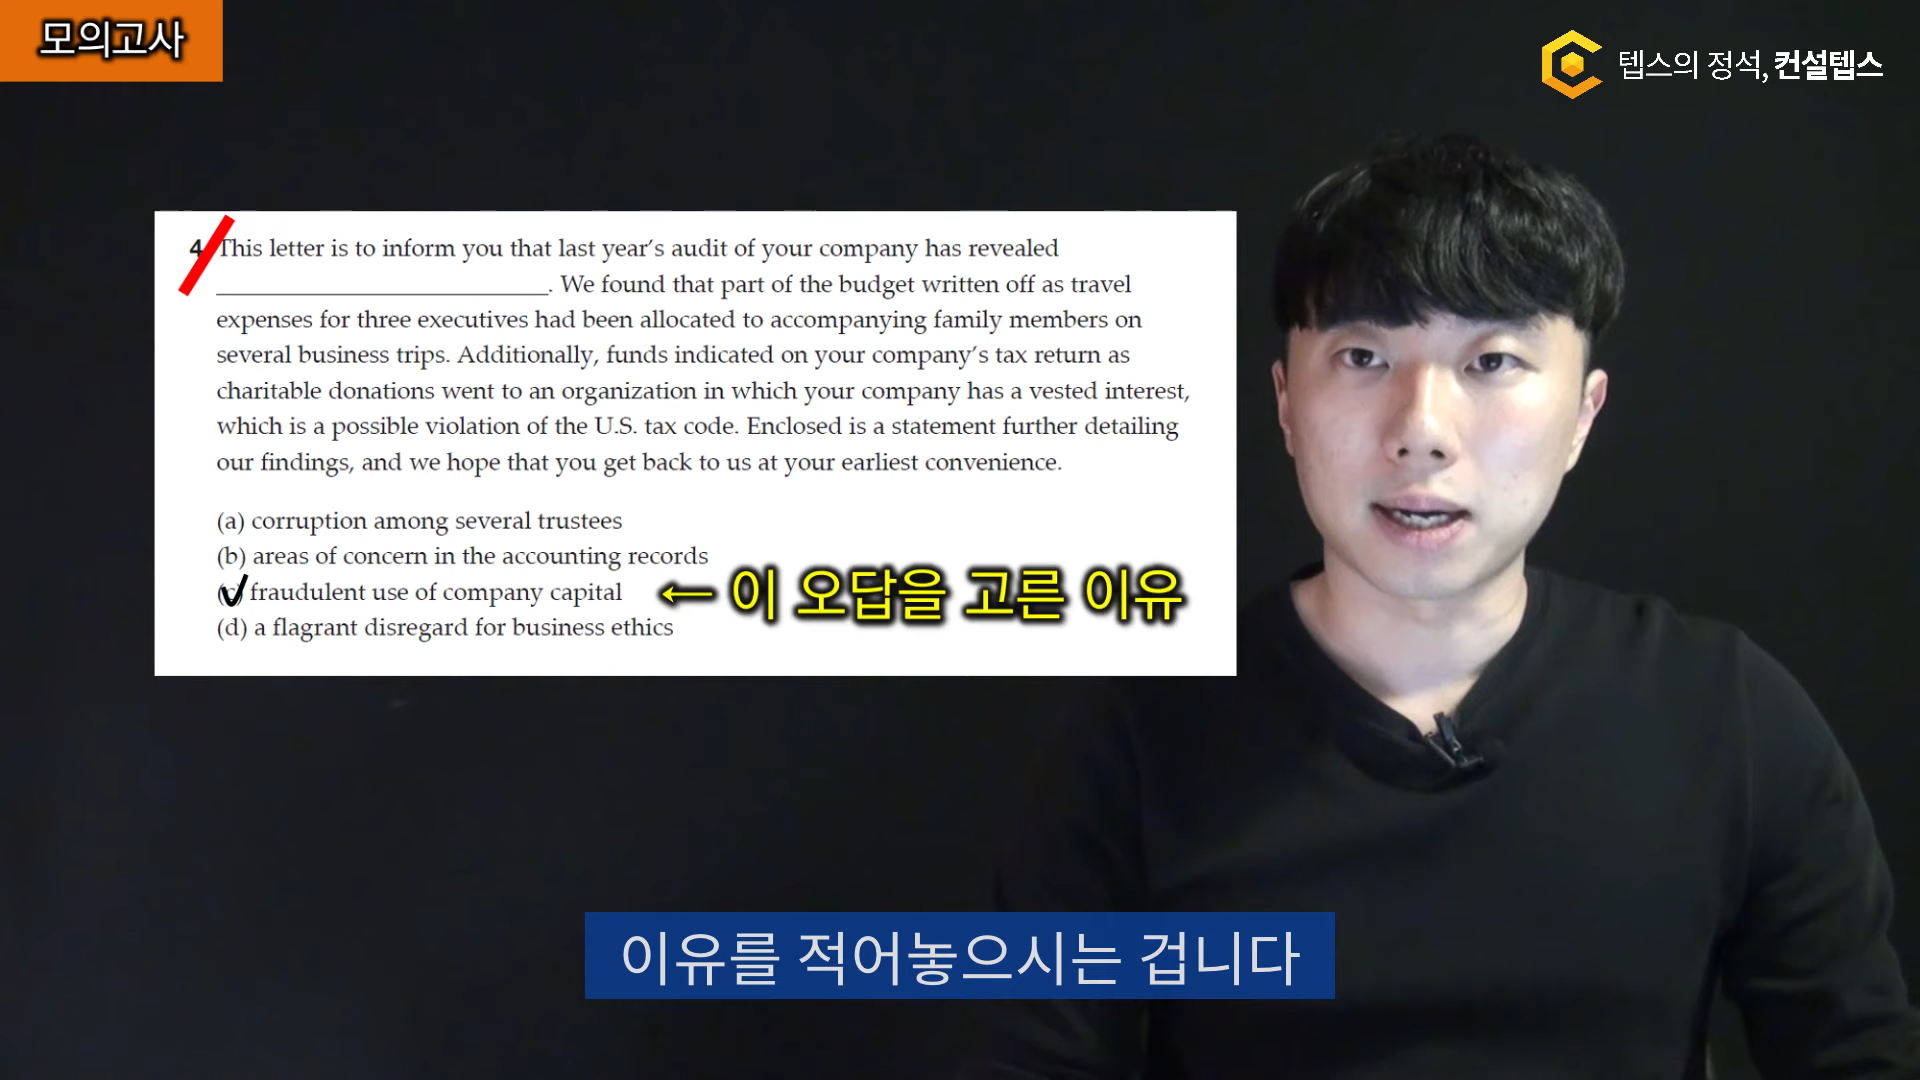 모의고사
텝스의 정석, 컨설텝스
4 This letter is to inform you that last year's audit of your company has revealed
______________________________. We found that part of the budget written off as travel
expenses for three executives had been allocated to accompanying family members on
several business trips. Additionally, funds indicated on your company's tax return as
charitable donations went to an organization in which your company has a vested interest,
which is a possible violation of the U.S. tax code. Enclosed is a statement further detailing
our findings, and we hope that you get back to us at your earliest convenience.
(a) corruption among several trustees
(b) areas of concern in the accounting records
(c) fraudulent use of company capital
← 이 오답을 고른 이유
(d) a flagrant disregard for business ethics
이유를 적어놓으시는 겁니다